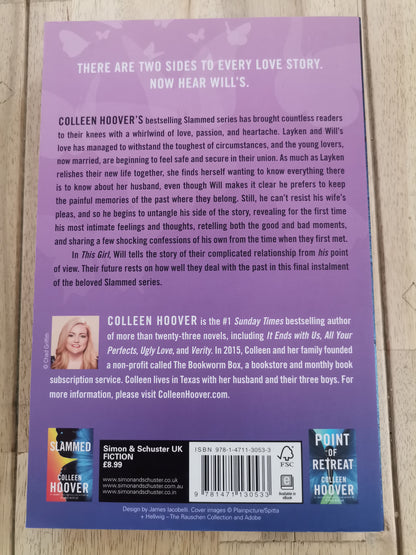 THERE ARE TWO SIDES TO EVERY LOVE STORY.
NOW HEAR WILL'S.
COLLEEN HOOVER'S bestselling Slammed series has brought countless readers
to their knees with a whirlwind of love, passion, and heartache. Layken and Will's
love has managed to withstand the toughest of circumstances, and the young lovers,
now married, are beginning to feel safe and secure in their union. As much as Layken
relishes their new life together, she finds herself wanting to know everything there
is to know about her husband, even though Will makes it clear he prefers to keep
the painful memories of the past where they belong. Still, he can't resist his wife's
pleas, and so he begins to untangle his side of the story, revealing for the first time
his most intimate feelings and thoughts, retelling both the good and bad moments,
and sharing a few shocking confessions of his own from the time when they first met.
In This Girl, Will tells the story of their complicated relationship from his point
of view. Their future rests on how well they deal with the past in this final instalment
of the beloved Slammed series.
© Chad Griffith
COLLEEN HOOVER is the #1 Sunday Times bestselling author
of more than twenty-three novels, including It Ends with Us, All Your
Perfects, Ugly Love, and Verity. In 2015, Colleen and her family founded
a non-profit called The Bookworm Box, a bookstore and monthly book
subscription service. Colleen lives in Texas with her husband and their three boys. For
more information, please visit ColleenHoover.com.
SLAMMED
COLLEEN
HOOVER
Simon & Schuster UK
FICTION
£8.99
www.simonandschuster.co.uk
www.simonandschuster.com.au
www.simonandschuster.co.in
ISBN 978-1-4711-3053-3
9 781471 130533
FSC
Available in eBook
POINT
OF
RETREAT
COLLEEN
HOOVER
Design by James Iacobelli. Cover images © Plainpicture/Spitta
+ Hellwig – The Rauschen Collection and Adobe